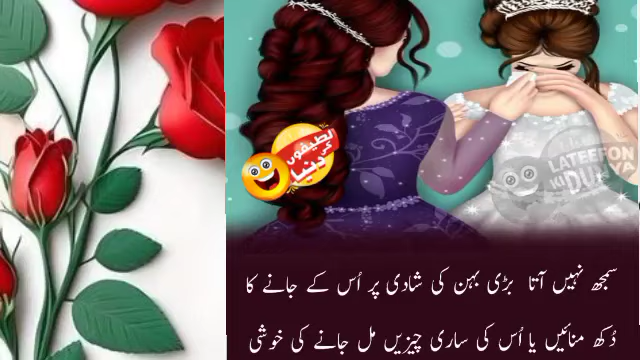 لطیفوں
کی
دنیا
LATEEFON
KI DUNIYA
سمجھ نہیں آتا بڑی بہن کی شادی پر اُس کے جانے کا
دُکھ منائیں یا اُس کی ساری چیزیں مل جانے کی خوشی